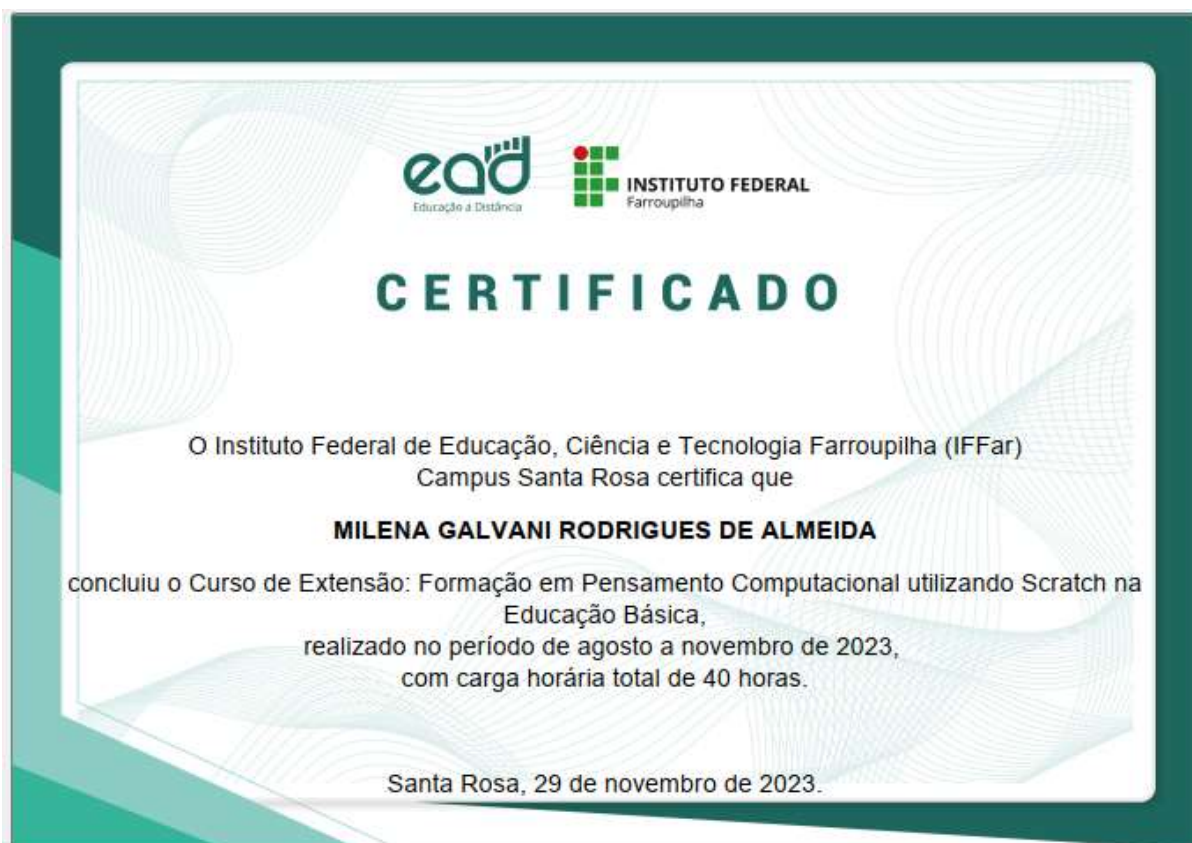 ead
Educação a Distância
INSTITUTO FEDERAL
Farroupilha
CERTIFICADO
O Instituto Federal de Educação, Ciência e Tecnologia Farroupilha (IFFar)
Campus Santa Rosa certifica que
MILENA GALVANI RODRIGUES DE ALMEIDA
concluiu o Curso de Extensão: Formação em Pensamento Computacional utilizando Scratch na
Educação Básica,
realizado no período de agosto a novembro de 2023,
com carga horária total de 40 horas.
Santa Rosa, 29 de novembro de 2023.